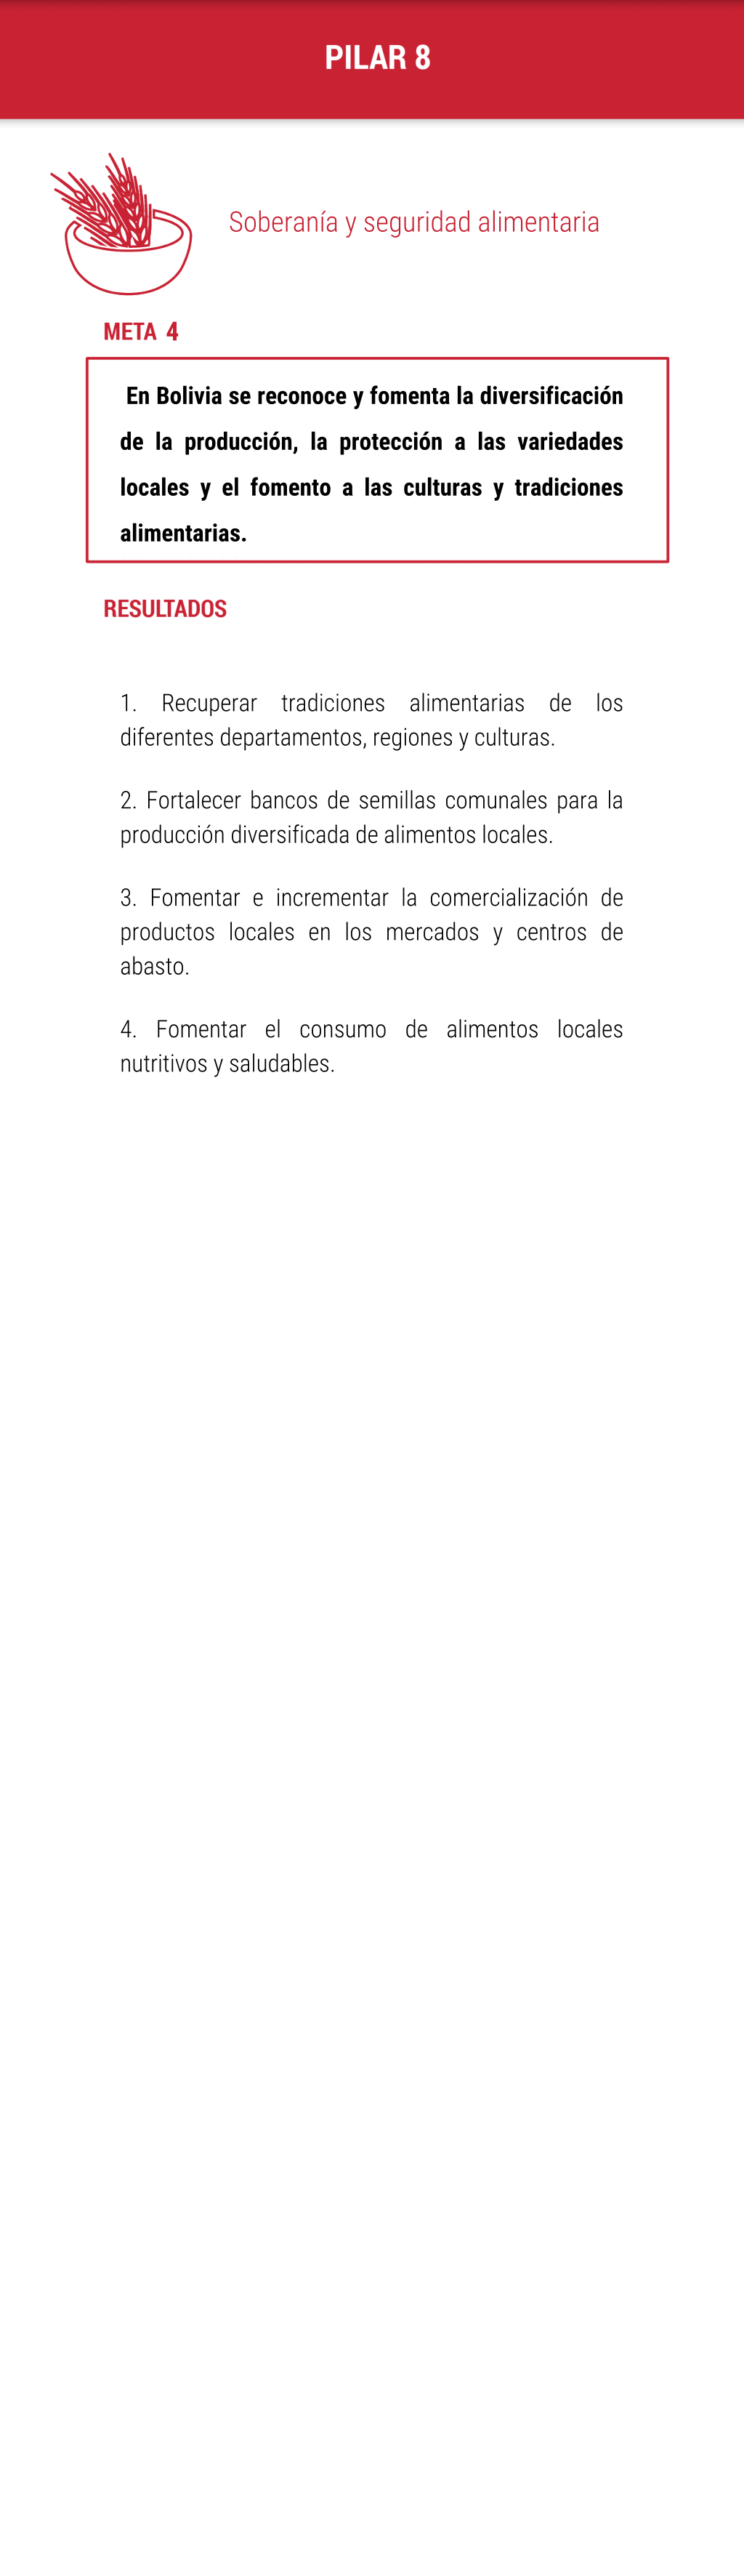 PILAR 8
Soberanía y seguridad alimentaria
META 4
En Bolivia se reconoce y fomenta la diversificación
de la producción, la protección a las variedades
locales y el fomento a las culturas y tradiciones
alimentarias.
RESULTADOS
1. Recuperar tradiciones alimentarias de los
diferentes departamentos, regiones y culturas.
2. Fortalecer bancos de semillas comunales para la
producción diversificada de alimentos locales.
3. Fomentar e incrementar la comercialización de
productos locales en los mercados y centros de
abasto.
4. Fomentar el consumo de alimentos locales
nutritivos y saludables.